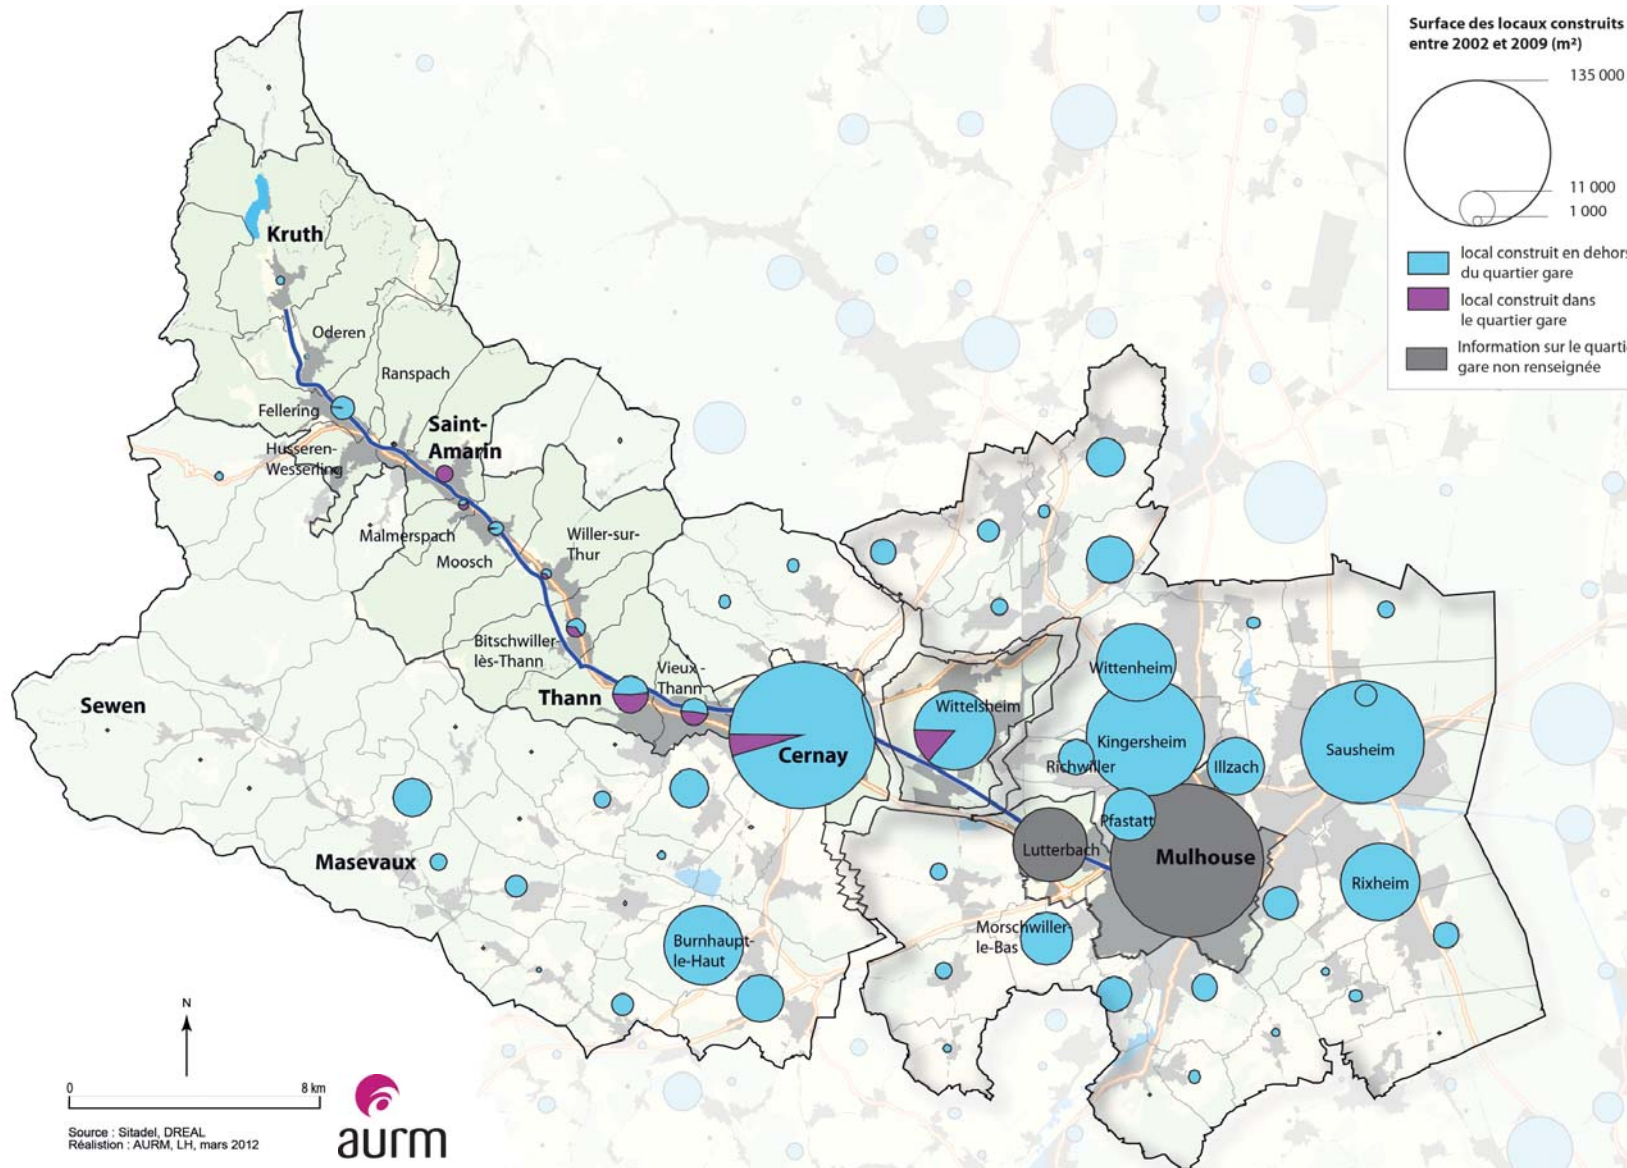 Surface des locaux construits
entre 2002 et 2009 (m²)
135 000
11 000
1 000
local construit en dehors
du quartier gare
local construit dans
le quartier gare
Information sur le quartie
gare non renseignée
Kruth
Oderen
Ranspach
Fellering
Saint-
Amarin
Husseren-
Wesserling
Malmerspach
Moosch
Willer-sur-
Thur
Bitschwiller-
lès-Thann
Vieux-
Thann
Thann
Sewen
Cernay
Wittelsheim
Wittenheim
Kingersheim
Richwiller
Illzach
Sausheim
Pfastatt
Lutterbach
Mulhouse
Rixheim
Masevaux
Morschwiller-
le-Bas
Burnhaupt-
le-Haut
N
0
8 km
Source : Sitadel, DREAL
Réalistion : AURM, LH, mars 2012
aurm